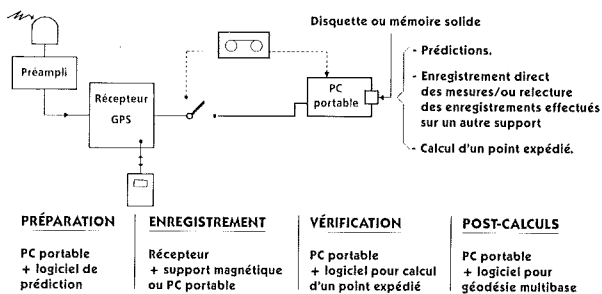 Disquette ou mémoire solide
Préampli
Récepteur
GPS
PC
portable
- Prédictions.
- Enregistrement direct
des mesures/ou relecture
des enregistrements effectués
sur un autre support
- Calcul d'un point expédié.
PRÉPARATION
PC portable
+ logiciel de
prédiction
ENREGISTREMENT
Récepteur
+ support magnétique
ou PC portable
VÉRIFICATION
PC portable
+ logiciel pour calcul
d'un point expédié
POST-CALCULS
PC portable
+ logiciel pour
géodésie multibase